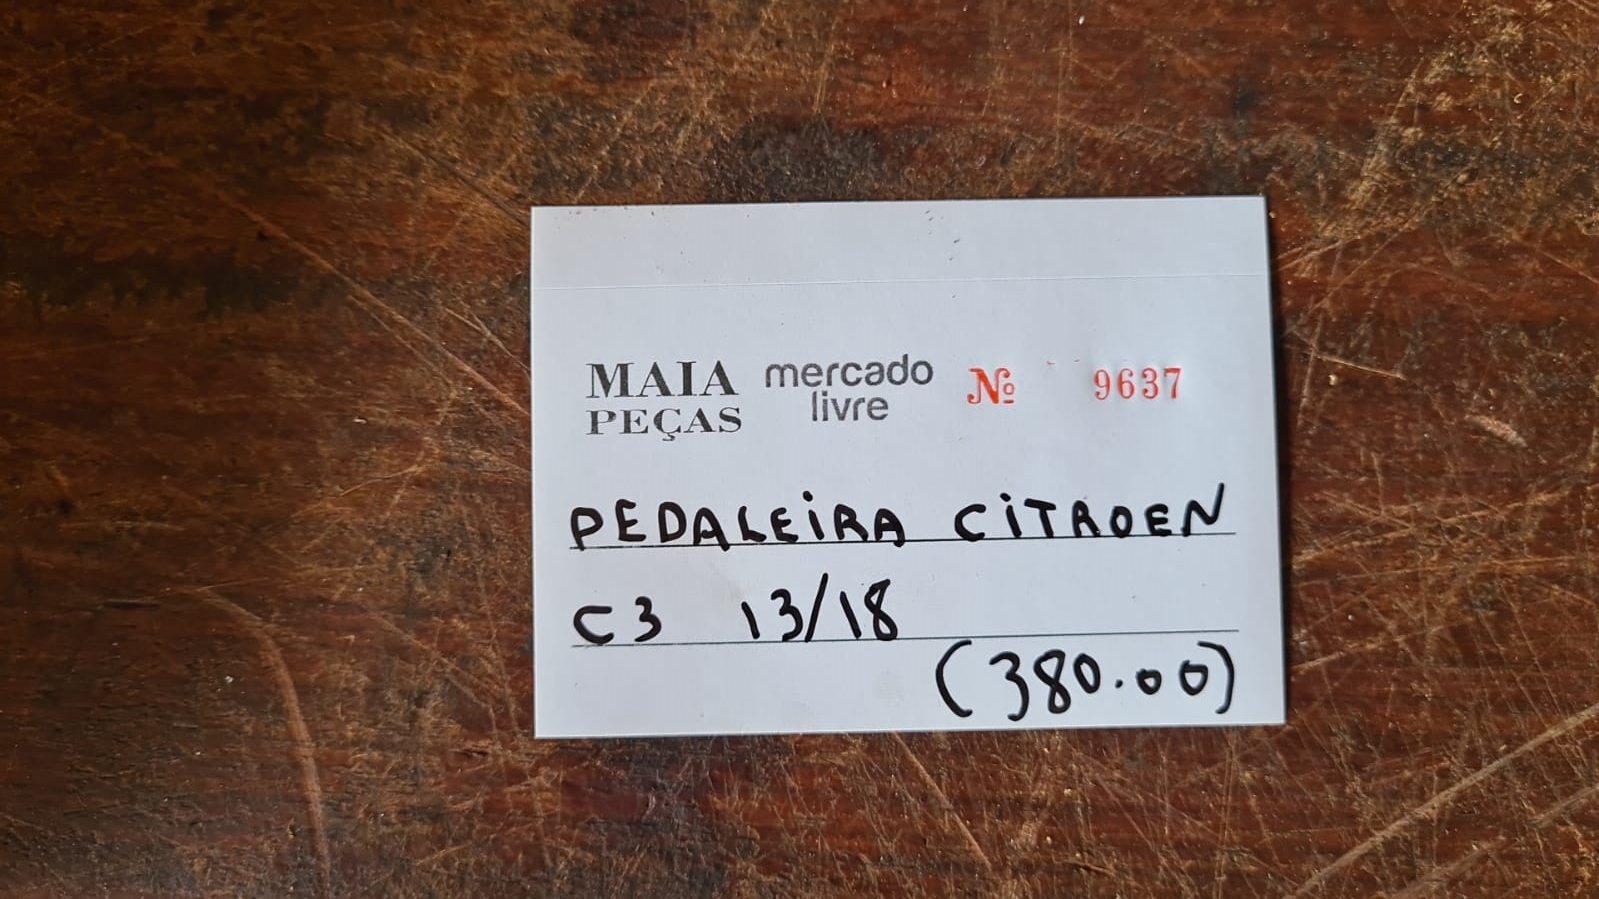 MAIA PEÇAS mercado livre Nº 9637
PEDALEIRA CITROEN
C3 13/18
(380.00)